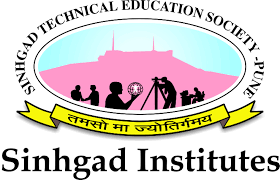 SINHGAD TECHNICAL EDUCATION SOCIETY - PUNE
तमसो मा ज्योतिर्गमय
Sinhgad Institutes